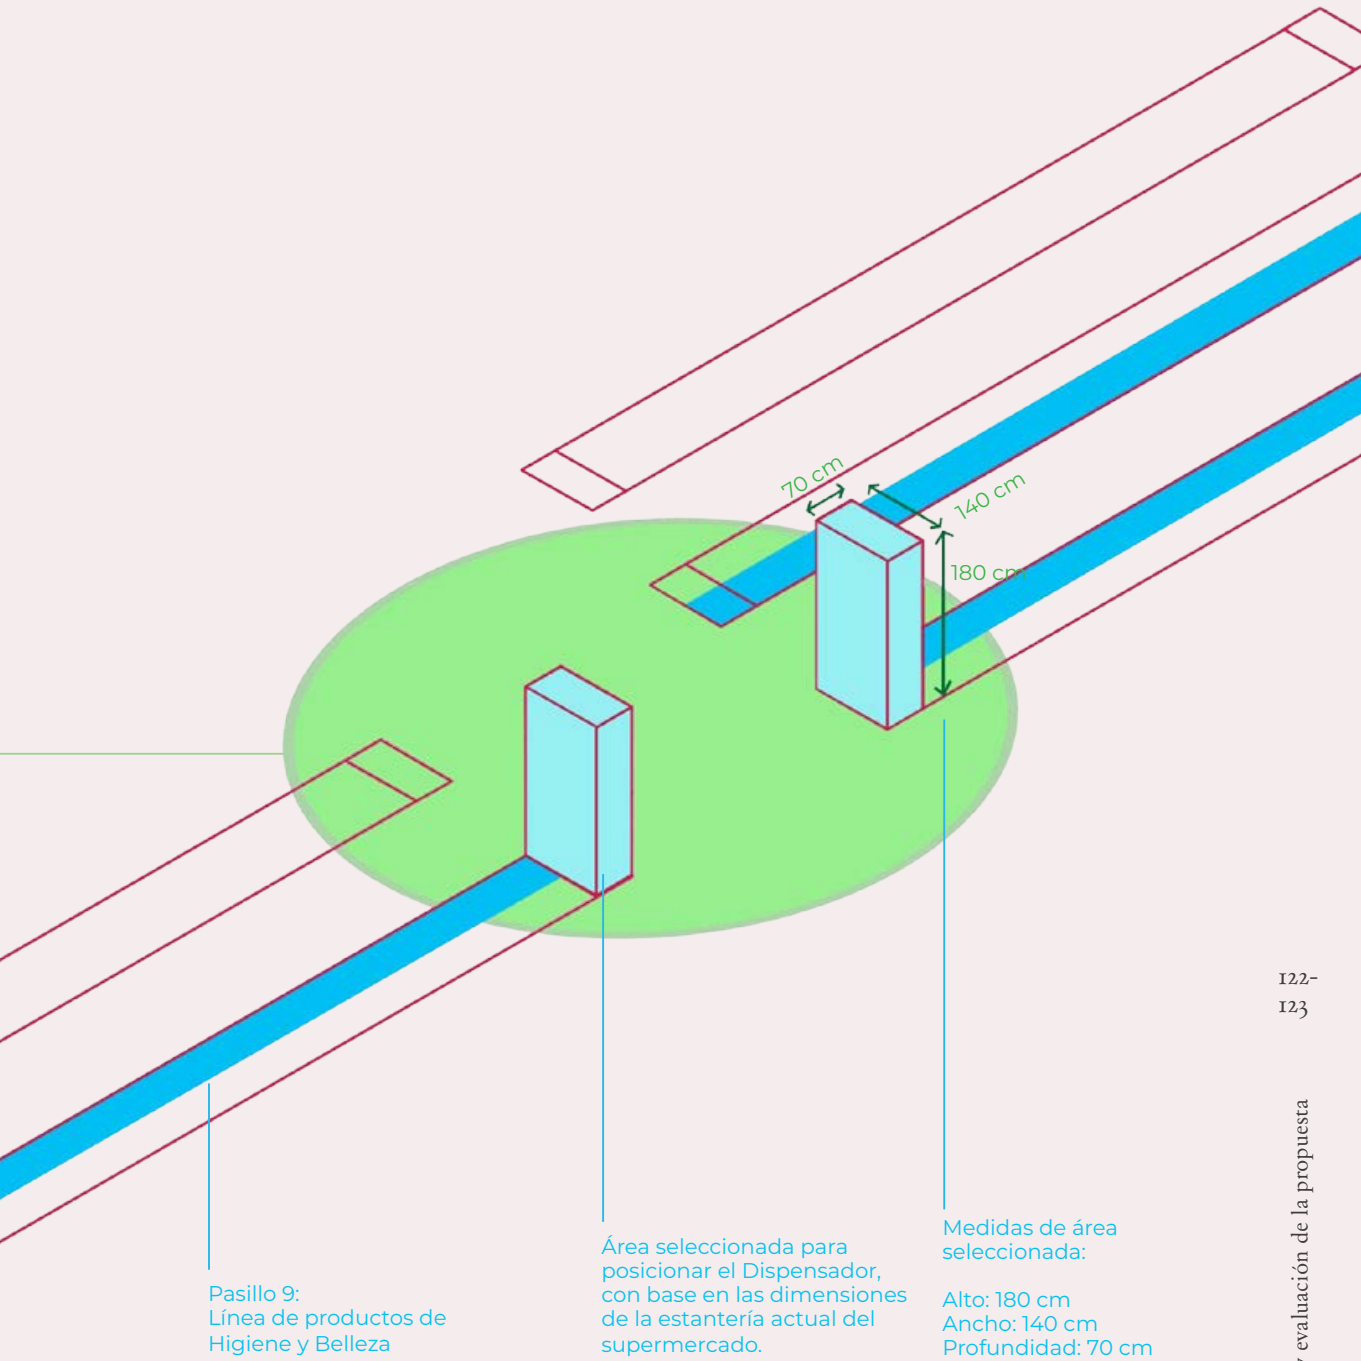 70 cm
140 cm
180 cm
122-
123
evaluación de la propuesta
Pasillo 9:
Línea de productos de
Higiene y Belleza
Área seleccionada para
posicionar el Dispensador,
con base en las dimensiones
de la estantería actual del
supermercado.
Medidas de área
seleccionada:
Alto: 180 cm
Ancho: 140 cm
Profundidad: 70 cm